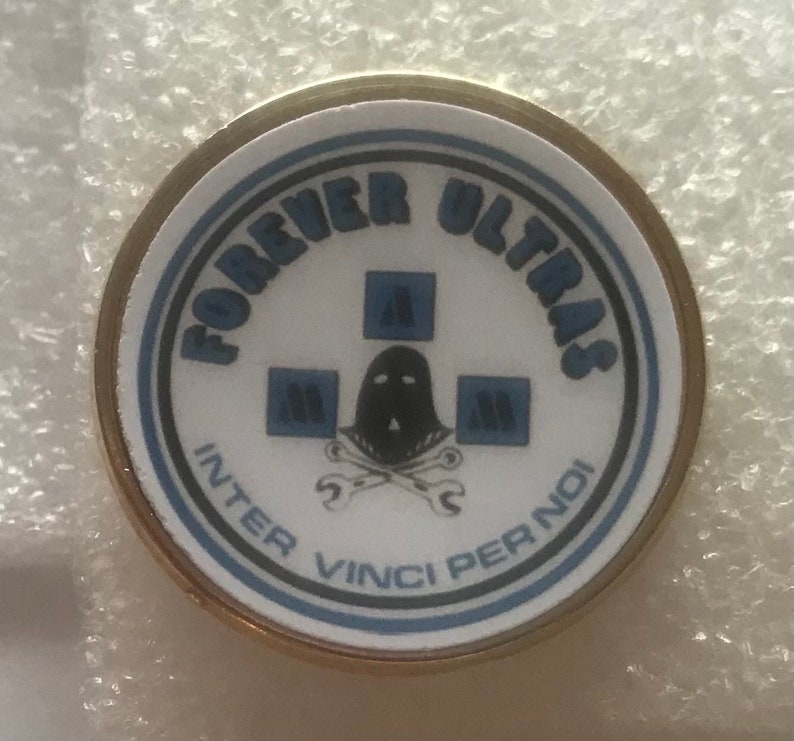 FOREVER ULTRAS
A
M M
INTER VINCI PER NOI